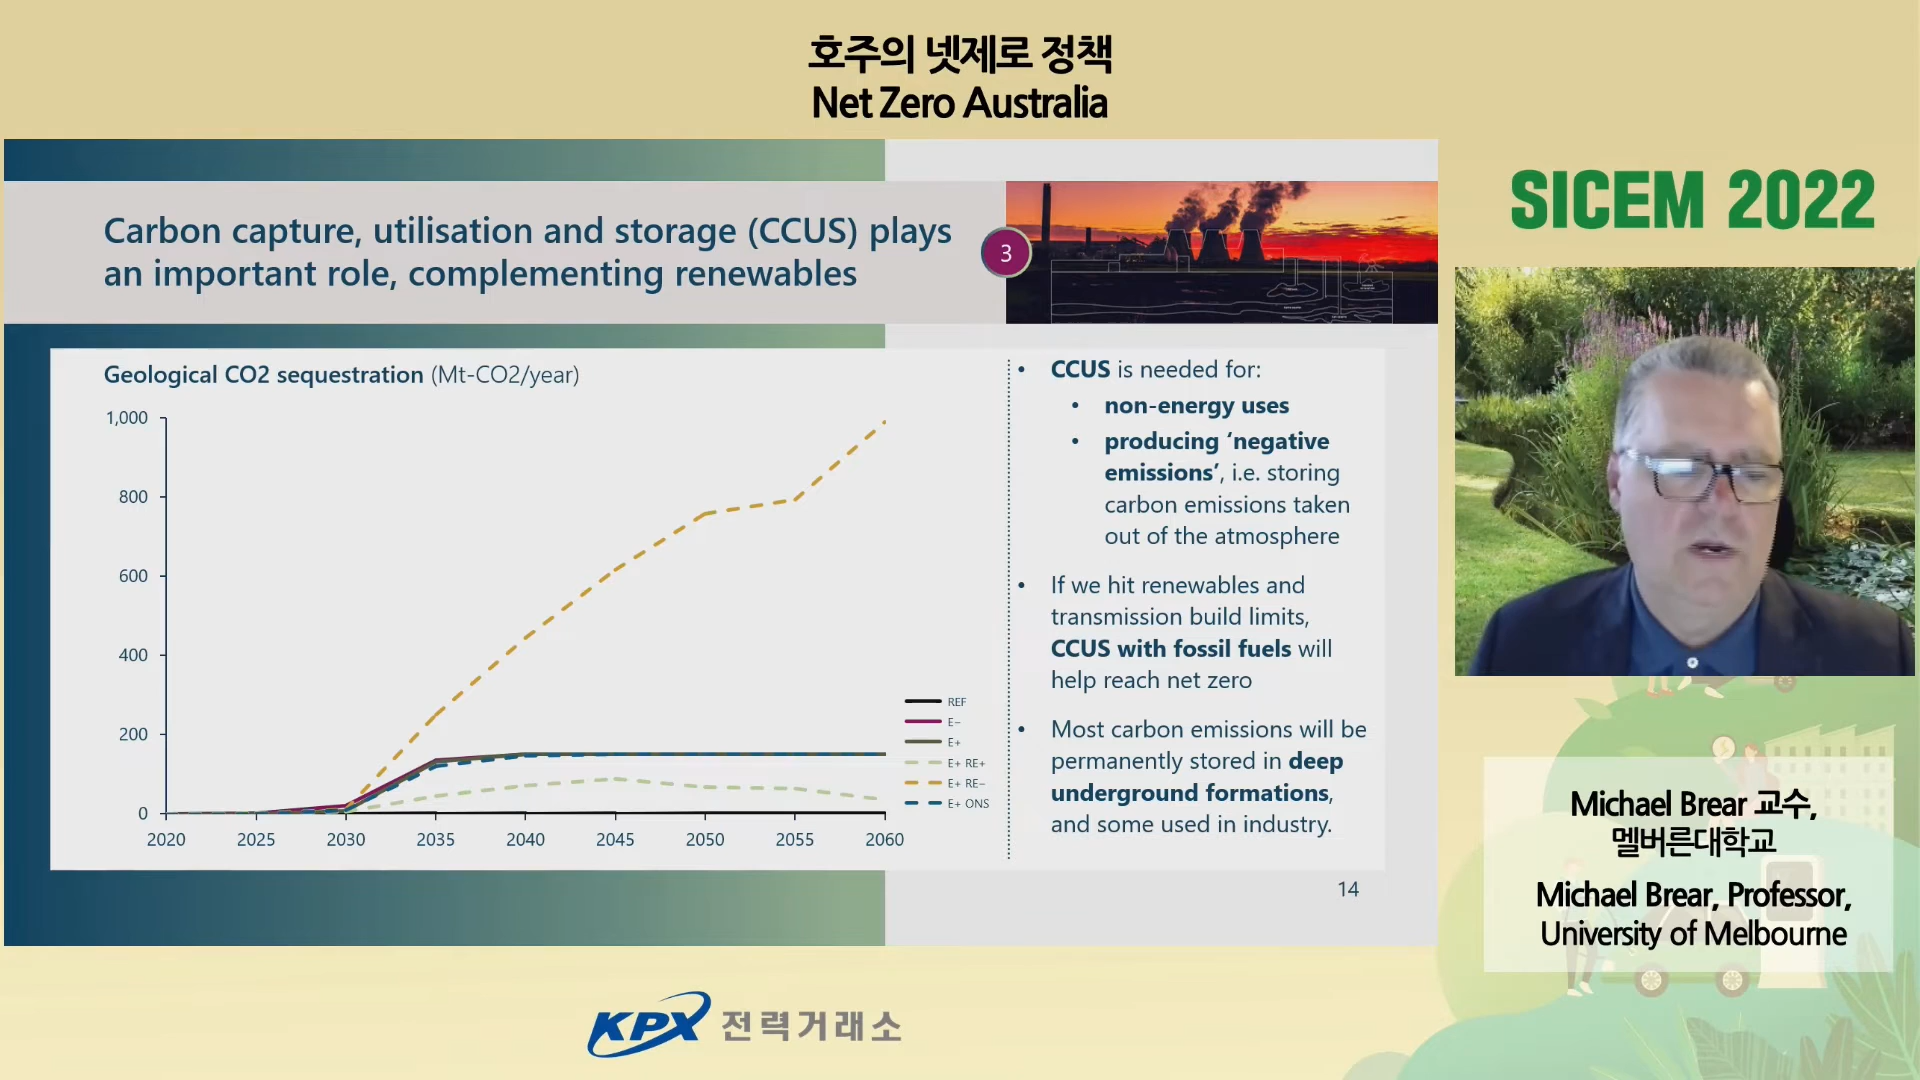 호주의 넷제로 정책
Net Zero Australia
Carbon capture, utilisation and storage (CCUS) plays
an important role, complementing renewables
3
SICEM 2022
Geological CO2 sequestration (Mt-CO2/year)
1,000
800
600
400
200
0
2020 2025 2030 2035 2040 2045 2050 2055 2060
REF
E−
E+
E+ RE+
E+ RE−
E+ ONS
• CCUS is needed for:
• non-energy uses
• producing ‘negative
emissions’, i.e. storing
carbon emissions taken
out of the atmosphere
• If we hit renewables and
transmission build limits,
CCUS with fossil fuels will
help reach net zero
• Most carbon emissions will be
permanently stored in deep
underground formations,
and some used in industry.
14
Michael Brear 교수,
멜버른대학교
Michael Brear, Professor,
University of Melbourne
KPX 전력거래소